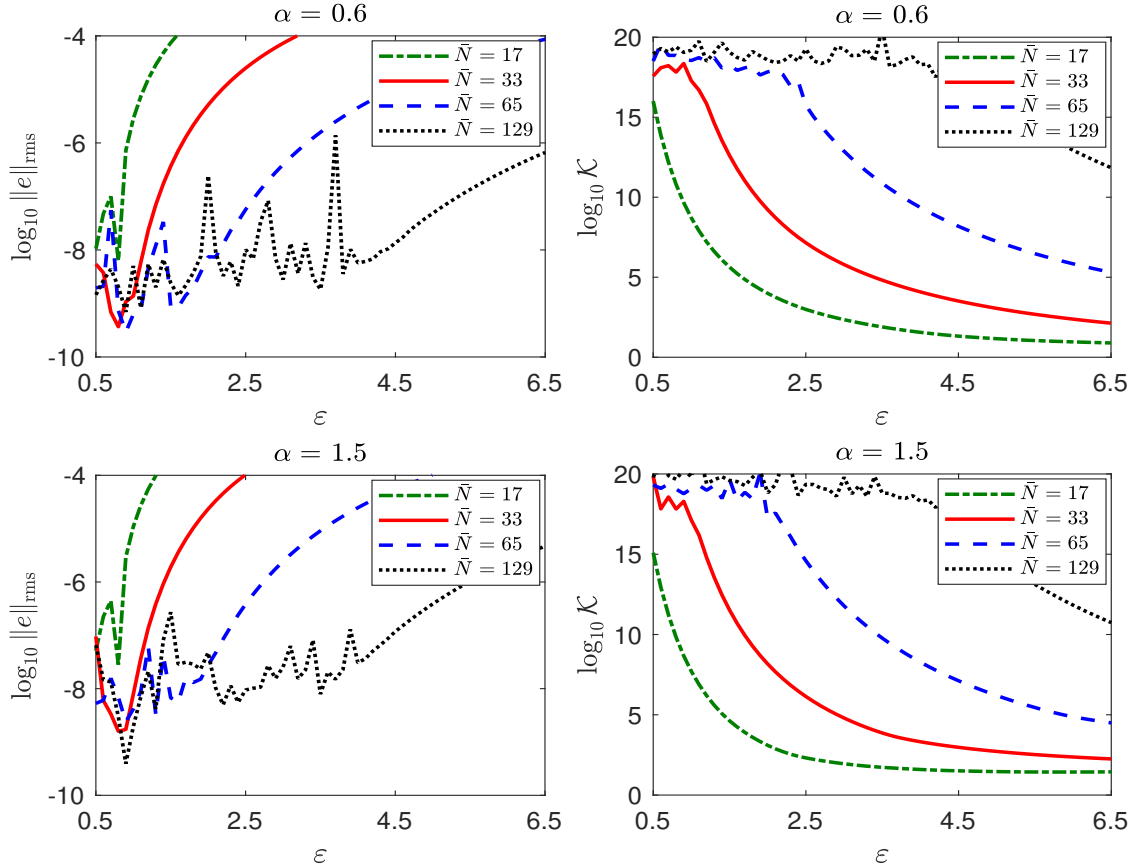 α = 0.6
log₁₀ ‖e‖rms
-4
-6
-8
-10
0.5 2.5 4.5 6.5
ε
N̄ = 17
N̄ = 33
N̄ = 65
N̄ = 129
α = 0.6
log₁₀ 𝒦
20
15
10
5
0
0.5 2.5 4.5 6.5
ε
N̄ = 17
N̄ = 33
N̄ = 65
N̄ = 129
α = 1.5
log₁₀ ‖e‖rms
-4
-6
-8
-10
0.5 2.5 4.5 6.5
ε
N̄ = 17
N̄ = 33
N̄ = 65
N̄ = 129
α = 1.5
log₁₀ 𝒦
20
15
10
5
0
0.5 2.5 4.5 6.5
ε
N̄ = 17
N̄ = 33
N̄ = 65
N̄ = 129